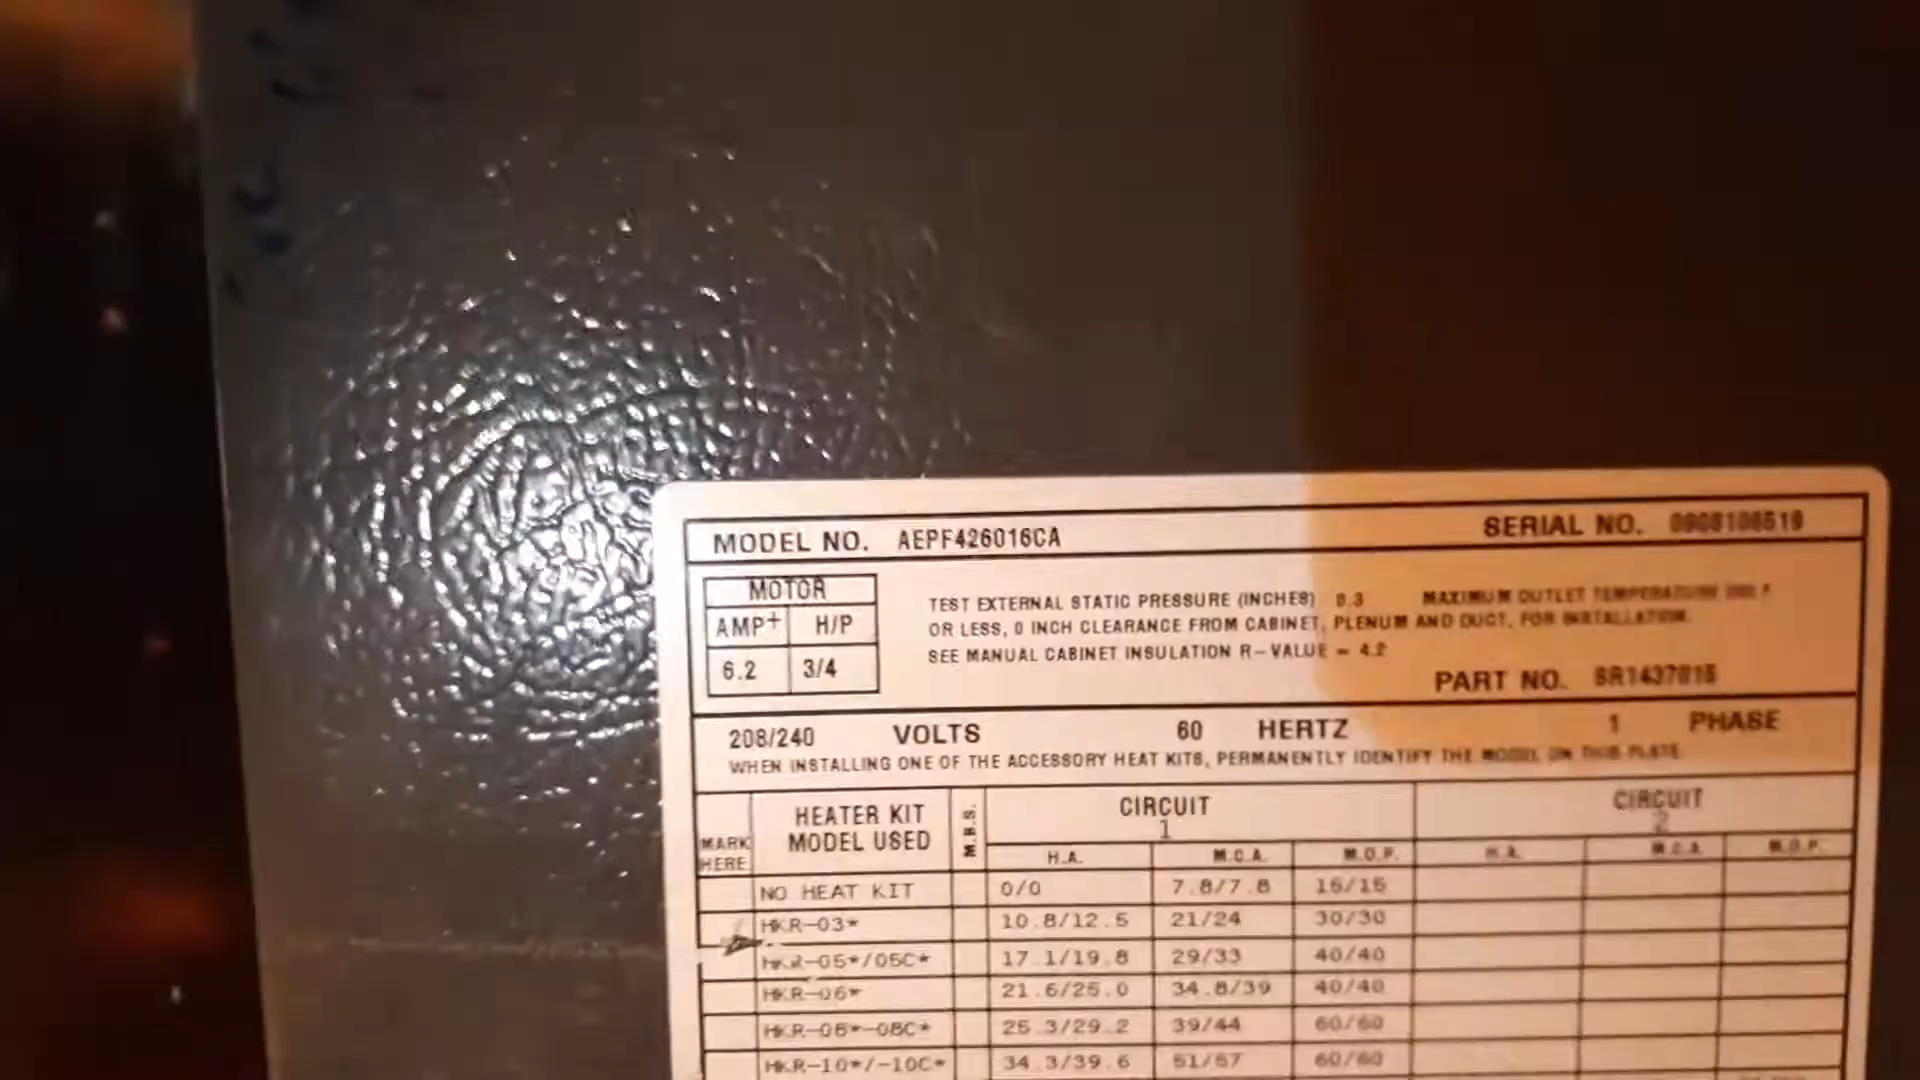 MODEL NO. AEPF426016CA SERIAL NO. 0908106519
MOTOR
AMP+ H/P
6.2 3/4
TEST EXTERNAL STATIC PRESSURE (INCHES) 0.3 MAXIMUM OUTLET TEMPERATURE
OR LESS, 0 INCH CLEARANCE FROM CABINET, PLENUM AND DUCT, FOR INSTALLATION.
SEE MANUAL CABINET INSULATION R-VALUE = 4.2
PART NO.
208/240 VOLTS 60 HERTZ 1 PHASE
WHEN INSTALLING ONE OF THE ACCESSORY HEAT KITS, PERMANENTLY IDENTIFY THE MODEL ON THIS PLATE.
MARK HERE HEATER KIT MODEL USED M.B.S. CIRCUIT 1 CIRCUIT 2
H.A. M.C.A. M.O.P. H.A. M.C.A. M.O.P.
NO HEAT KIT 0/0 7.8/7.8 15/15
HKR-03* 10.8/12.5 21/24 30/30
HKR-05*/05C* 17.1/19.8 29/33 40/40
HKR-06* 21.6/25.0 34.8/39 40/40
HKR-08*-08C* 25.3/29.2 39/44 60/60
HKR-10*/-10C* 34.3/39.6 51/57 60/60